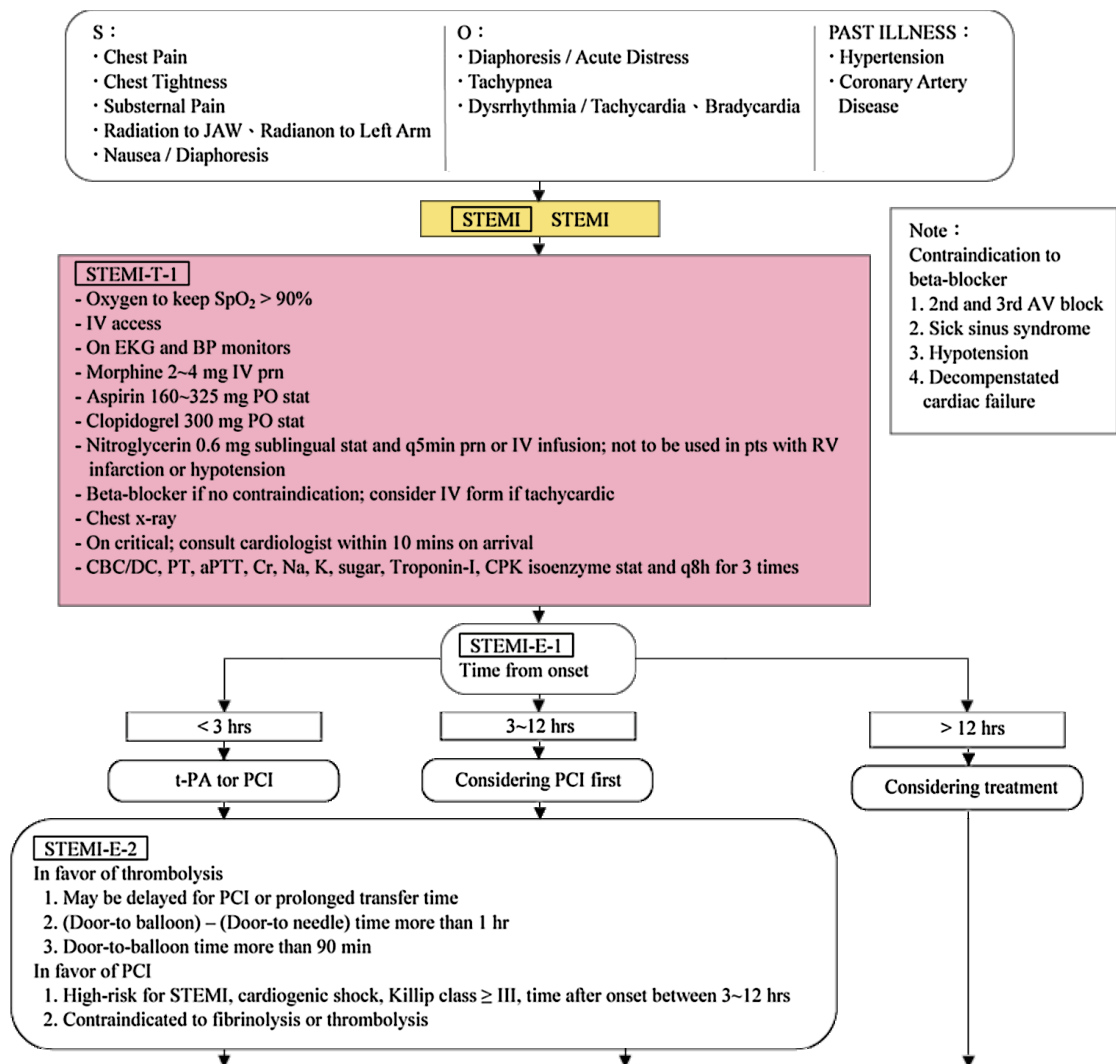 S：
· Chest Pain
· Chest Tightness
· Substernal Pain
· Radiation to JAW、Radianon to Left Arm
· Nausea / Diaphoresis
O：
· Diaphoresis / Acute Distress
· Tachypnea
· Dysrrhythmia / Tachycardia、Bradycardia
PAST ILLNESS：
· Hypertension
· Coronary Artery
Disease
STEMI STEMI
Note：
Contraindication to
beta-blocker
1. 2nd and 3rd AV block
2. Sick sinus syndrome
3. Hypotension
4. Decompenstated
cardiac failure
STEMI-T-1
- Oxygen to keep SpO₂ > 90%
- IV access
- On EKG and BP monitors
- Morphine 2~4 mg IV prn
- Aspirin 160~325 mg PO stat
- Clopidogrel 300 mg PO stat
- Nitroglycerin 0.6 mg sublingual stat and q5min prn or IV infusion; not to be used in pts with RV
infarction or hypotension
- Beta-blocker if no contraindication; consider IV form if tachycardic
- Chest x-ray
- On critical; consult cardiologist within 10 mins on arrival
- CBC/DC, PT, aPTT, Cr, Na, K, sugar, Troponin-I, CPK isoenzyme stat and q8h for 3 times
STEMI-E-1
Time from onset
< 3 hrs
3~12 hrs
> 12 hrs
t-PA tor PCI
Considering PCI first
Considering treatment
STEMI-E-2
In favor of thrombolysis
1. May be delayed for PCI or prolonged transfer time
2. (Door-to balloon) – (Door-to needle) time more than 1 hr
3. Door-to-balloon time more than 90 min
In favor of PCI
1. High-risk for STEMI, cardiogenic shock, Killip class ≥ III, time after onset between 3~12 hrs
2. Contraindicated to fibrinolysis or thrombolysis